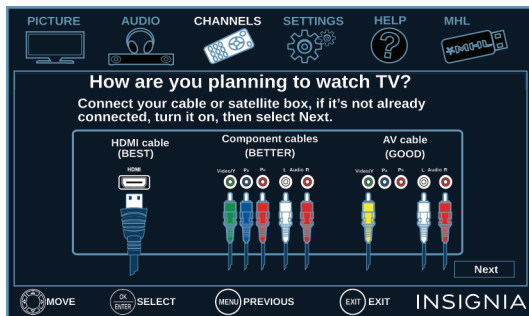 PICTURE AUDIO CHANNELS SETTINGS HELP MHL
MHL
How are you planning to watch TV?
Connect your cable or satellite box, if it's not already
connected, turn it on, then select Next.
HDMI cable
(BEST)
Component cables
(BETTER)
AV cable
(GOOD)
HDMI
Video/Y PB PR L Audio R
Video/Y PB PR L Audio R
Next
MOVE OK ENTER SELECT MENU PREVIOUS EXIT EXIT INSIGNIA